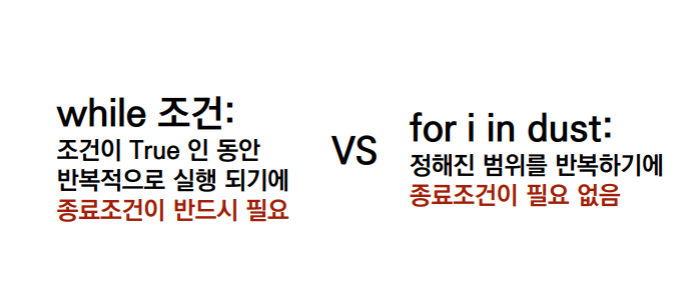 while 조건:
조건이 True 인 동안
반복적으로 실행 되기에
종료조건이 반드시 필요
VS
for i in dust:
정해진 범위를 반복하기에
종료조건이 필요 없음